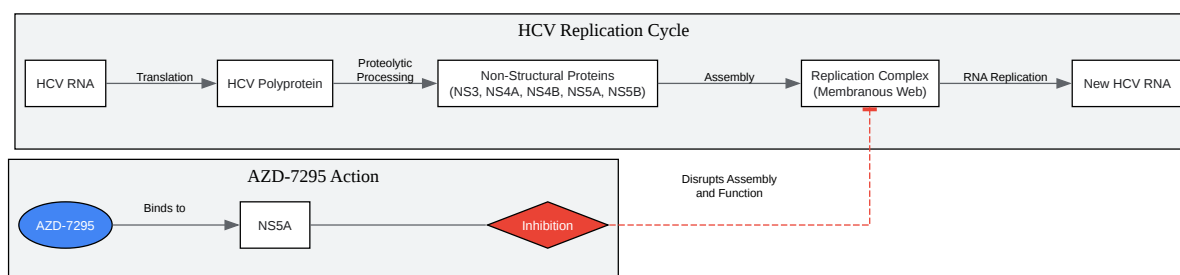 HCV Replication Cycle
HCV RNA
Translation
HCV Polyprotein
Proteolytic
Processing
Non-Structural Proteins
(NS3, NS4A, NS4B, NS5A, NS5B)
Assembly
Replication Complex
(Membranous Web)
RNA Replication
New HCV RNA
AZD-7295 Action
AZD-7295
Binds to
NS5A
Inhibition
Disrupts Assembly
and Function